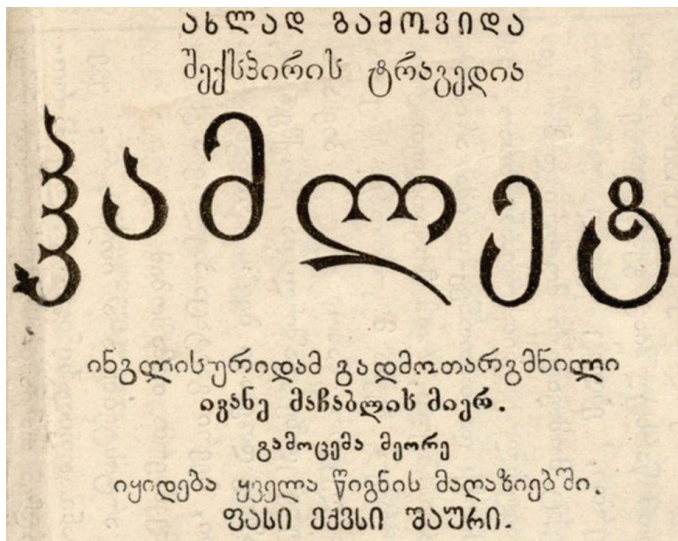 ახლად გამოვიდა
შექსპირის ტრაგედია
ჰამლეტ
ინგლისურიდამ გადმოთარგმნილი
ივანე მაჩაბლის მიერ.
გამოცემა მეორე
იყიდება ყველა წიგნის მაღაზიებში.
ფასი ექვსი შაური.